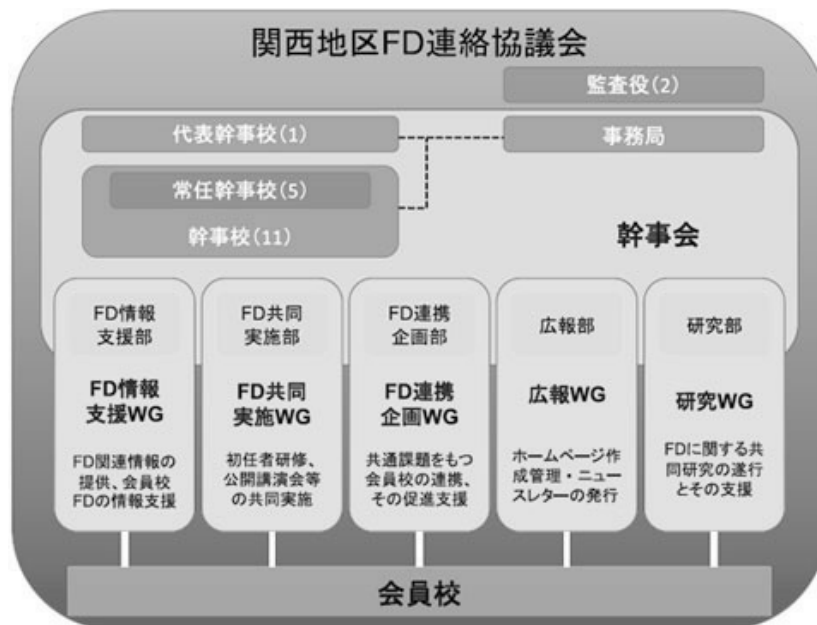 関西地区FD連絡協議会
監査役(2)
代表幹事校(1)
事務局
常任幹事校(5)
幹事校(11)
幹事会
FD情報
支援部
FD情報
支援WG
FD関連情報の
提供、会員校
FDの情報支援
FD共同
実施部
FD共同
実施WG
初任者研修、
公開講演会等
の共同実施
FD連携
企画部
FD連携
企画WG
共通課題をもつ
会員校の連携、
その促進支援
広報部
広報WG
ホームページ作
成管理・ニュー
スレターの発行
研究部
研究WG
FDに関する共
同研究の遂行
とその支援
会員校